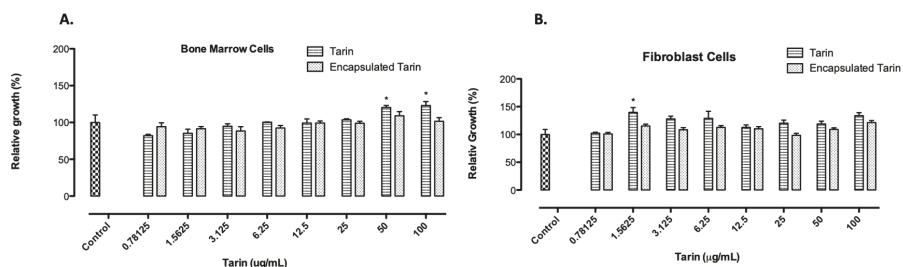 A.
Bone Marrow Cells
Tarin
Encapsulated Tarin
Relative growth (%)
200
150
100
50
0
*
*
Control
0.78125
1.5625
3.125
6.25
12.5
25
50
100
Tarin (ug/mL)
B.
Fibroblast Cells
Tarin
Encapsulated Tarin
Relativ Growth (%)
200
150
100
50
0
*
Control
0.78125
1.5625
3.125
6.25
12.5
25
50
100
Tarin (μg/mL)